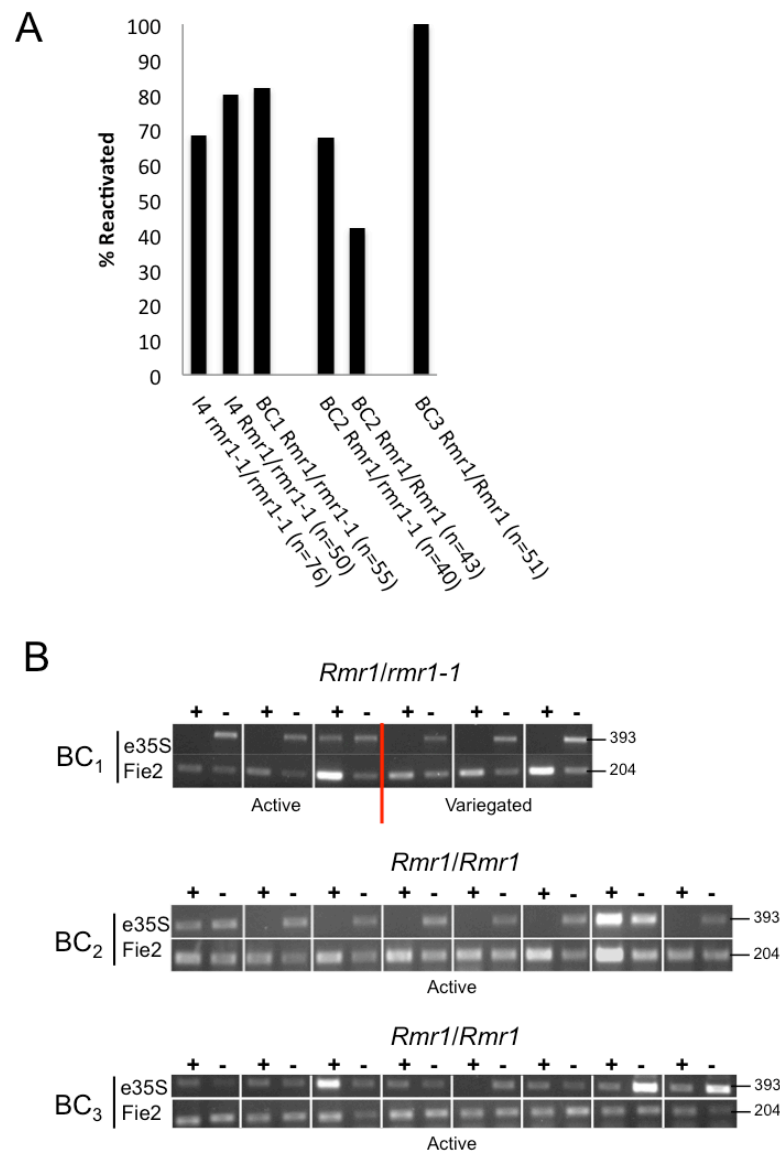 A
% Reactivated
100
90
80
70
60
50
40
30
20
10
0
I4 rmr1-1/rmr1-1 (n=76)
I4 Rmr1/rmr1-1 (n=50)
BC1 Rmr1/rmr1-1 (n=55)
BC2 Rmr1/rmr1-1 (n=40)
BC2 Rmr1/Rmr1 (n=43)
BC3 Rmr1/Rmr1 (n=51)
B
Rmr1/rmr1-1
+ - + - + - + - + - + -
BC1 e35S 393
Fie2 204
Active Variegated
Rmr1/Rmr1
+ - + - + - + - + - + - + - + -
BC2 e35S 393
Fie2 204
Active
Rmr1/Rmr1
+ - + - + - + - + - + - + - + -
BC3 e35S 393
Fie2 204
Active